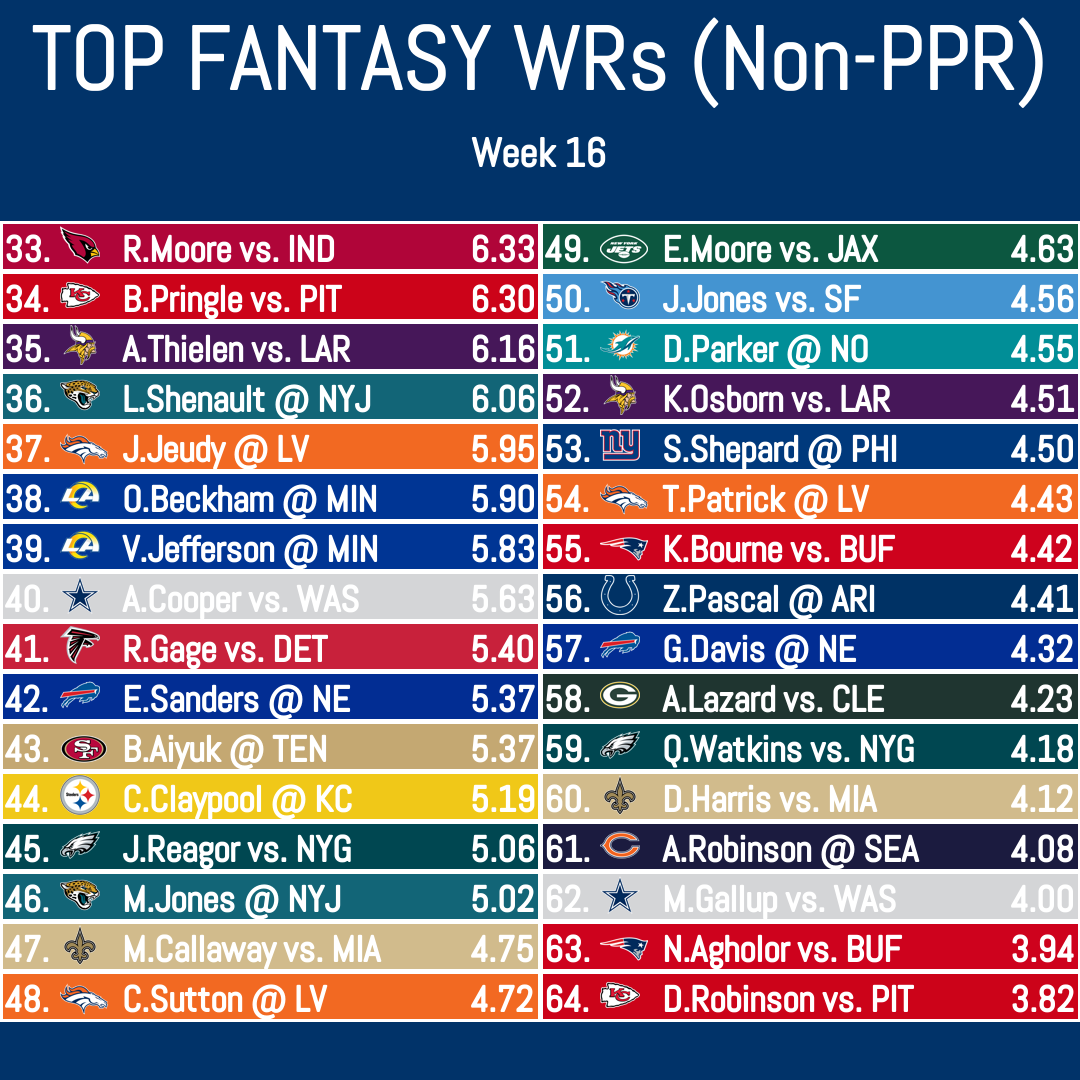 TOP FANTASY WRs (Non-PPR)
Week 16
33. R.Moore vs. IND 6.33
34. B.Pringle vs. PIT 6.30
35. A.Thielen vs. LAR 6.16
36. L.Shenault @ NYJ 6.06
37. J.Jeudy @ LV 5.95
38. O.Beckham @ MIN 5.90
39. V.Jefferson @ MIN 5.83
40. A.Cooper vs. WAS 5.63
41. R.Gage vs. DET 5.40
42. E.Sanders @ NE 5.37
43. B.Aiyuk @ TEN 5.37
44. C.Claypool @ KC 5.19
45. J.Reagor vs. NYG 5.06
46. M.Jones @ NYJ 5.02
47. M.Callaway vs. MIA 4.75
48. C.Sutton @ LV 4.72
49. NEW YORK JETS E.Moore vs. JAX 4.63
50. J.Jones vs. SF 4.56
51. D.Parker @ NO 4.55
52. K.Osborn vs. LAR 4.51
53. ny S.Shepard @ PHI 4.50
54. T.Patrick @ LV 4.43
55. K.Bourne vs. BUF 4.42
56. Z.Pascal @ ARI 4.41
57. G.Davis @ NE 4.32
58. G A.Lazard vs. CLE 4.23
59. Q.Watkins vs. NYG 4.18
60. D.Harris vs. MIA 4.12
61. A.Robinson @ SEA 4.08
62. M.Gallup vs. WAS 4.00
63. N.Agholor vs. BUF 3.94
64. D.Robinson vs. PIT 3.82